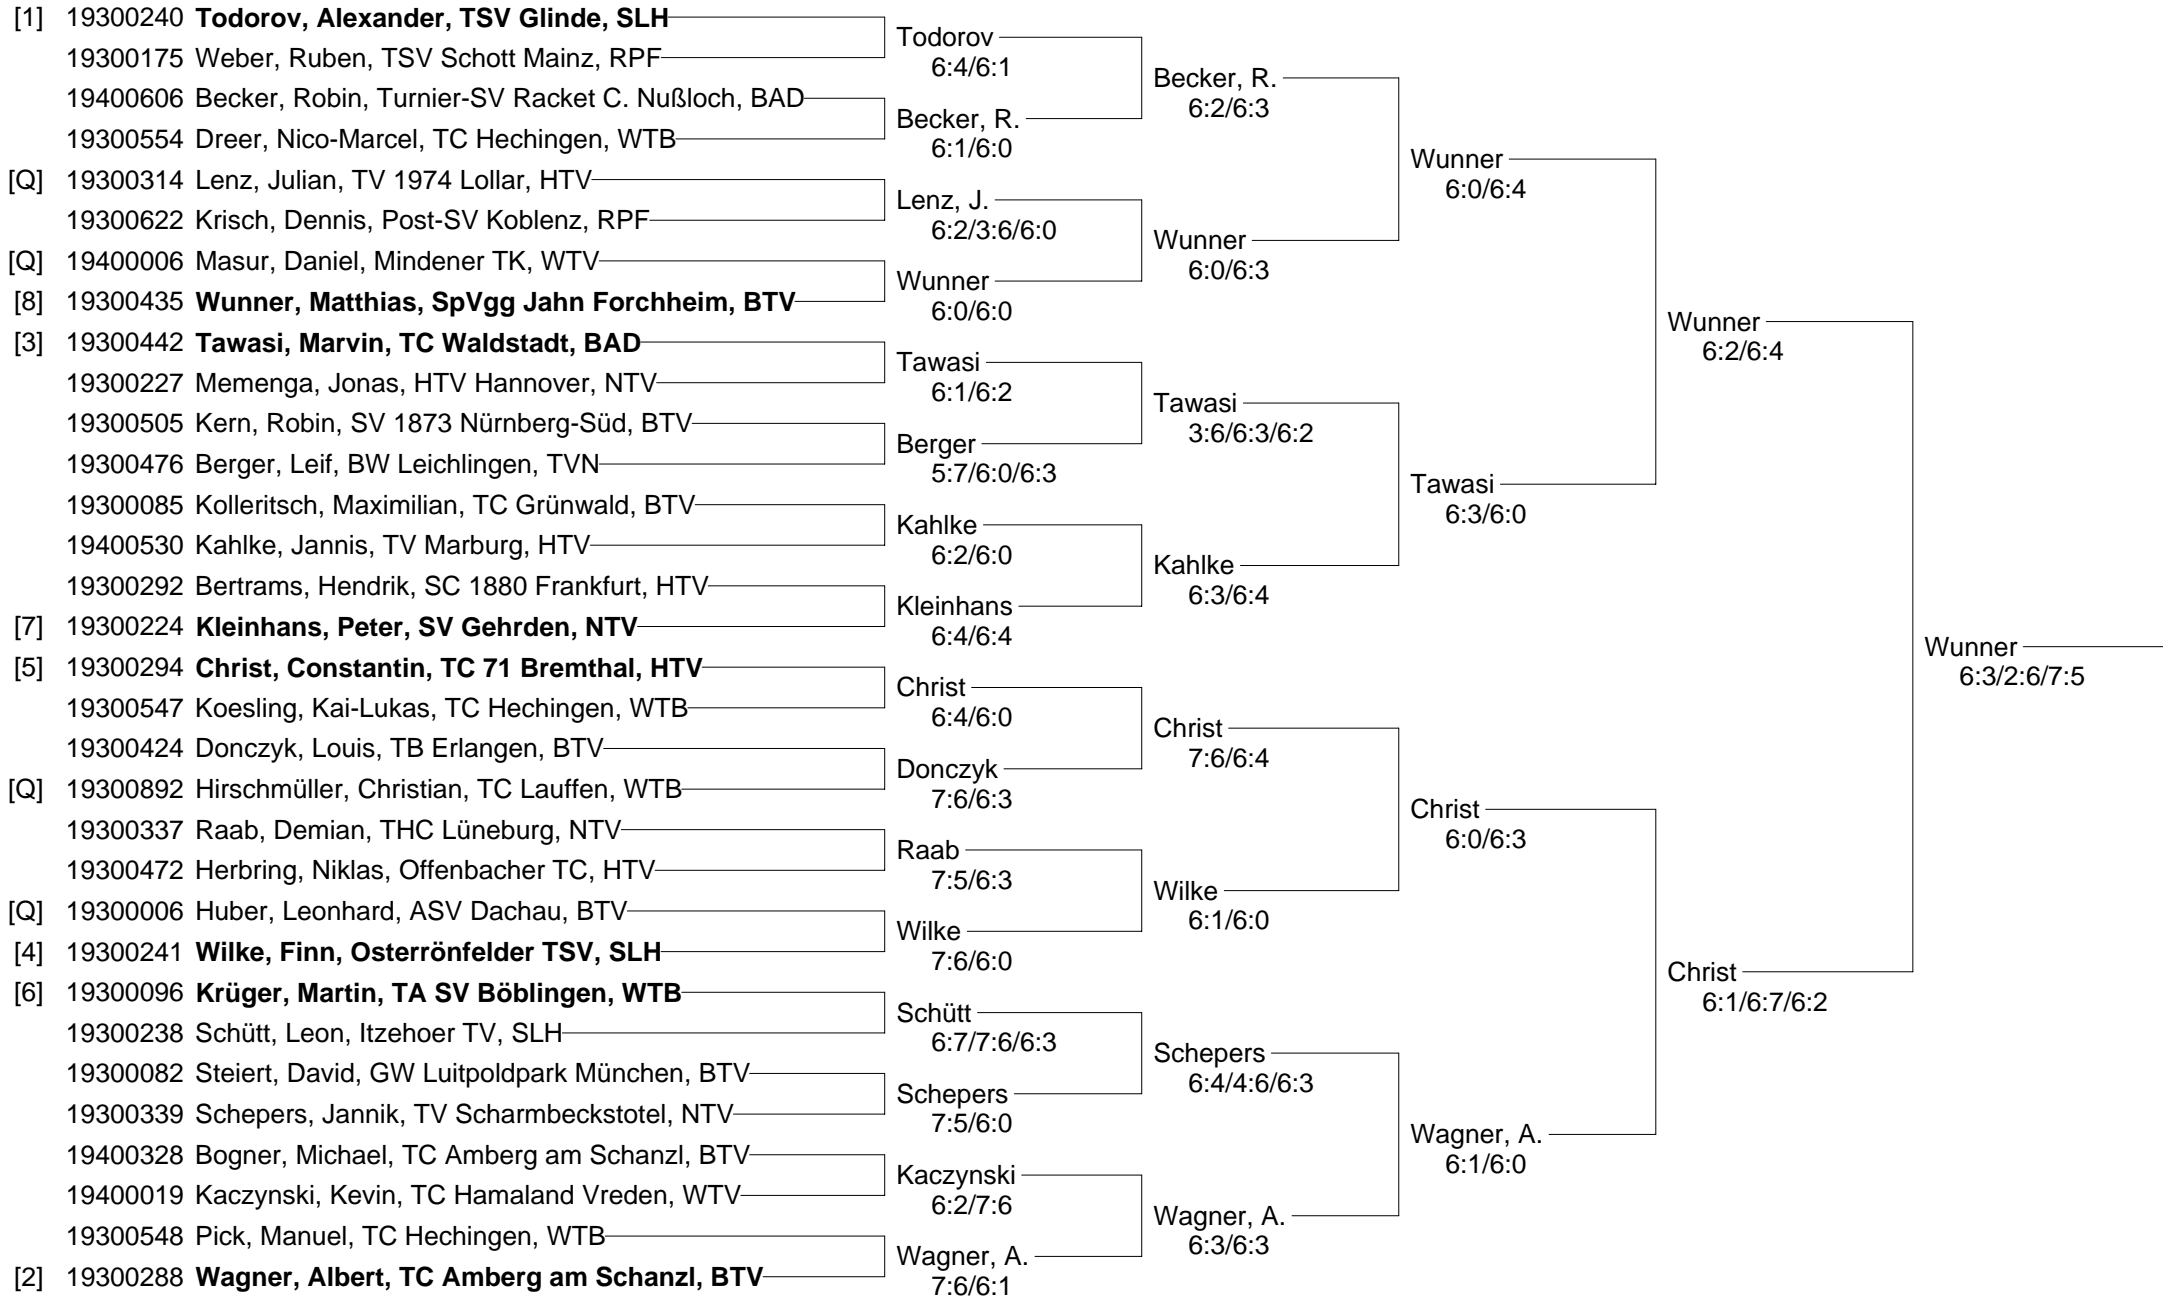 [1] 19300240 Todorov, Alexander, TSV Glinde, SLH
19300175 Weber, Ruben, TSV Schott Mainz, RPF
19400606 Becker, Robin, Turnier-SV Racket C. Nußloch, BAD
19300554 Dreer, Nico-Marcel, TC Hechingen, WTB
[Q] 19300314 Lenz, Julian, TV 1974 Lollar, HTV
19300622 Krisch, Dennis, Post-SV Koblenz, RPF
[Q] 19400006 Masur, Daniel, Mindener TK, WTV
[8] 19300435 Wunner, Matthias, SpVgg Jahn Forchheim, BTV
[3] 19300442 Tawasi, Marvin, TC Waldstadt, BAD
19300227 Memenga, Jonas, HTV Hannover, NTV
19300505 Kern, Robin, SV 1873 Nürnberg-Süd, BTV
19300476 Berger, Leif, BW Leichlingen, TVN
19300085 Kolleritsch, Maximilian, TC Grünwald, BTV
19400530 Kahlke, Jannis, TV Marburg, HTV
19300292 Bertrams, Hendrik, SC 1880 Frankfurt, HTV
[7] 19300224 Kleinhans, Peter, SV Gehrden, NTV
[5] 19300294 Christ, Constantin, TC 71 Bremthal, HTV
19300547 Koesling, Kai-Lukas, TC Hechingen, WTB
19300424 Donczyk, Louis, TB Erlangen, BTV
[Q] 19300892 Hirschmüller, Christian, TC Lauffen, WTB
19300337 Raab, Demian, THC Lüneburg, NTV
19300472 Herbring, Niklas, Offenbacher TC, HTV
[Q] 19300006 Huber, Leonhard, ASV Dachau, BTV
[4] 19300241 Wilke, Finn, Osterrönfelder TSV, SLH
[6] 19300096 Krüger, Martin, TA SV Böblingen, WTB
19300238 Schütt, Leon, Itzehoer TV, SLH
19300082 Steiert, David, GW Luitpoldpark München, BTV
19300339 Schepers, Jannik, TV Scharmbeckstotel, NTV
19400328 Bogner, Michael, TC Amberg am Schanzl, BTV
19400019 Kaczynski, Kevin, TC Hamaland Vreden, WTV
19300548 Pick, Manuel, TC Hechingen, WTB
[2] 19300288 Wagner, Albert, TC Amberg am Schanzl, BTV
Todorov
6:4/6:1
Becker, R.
6:1/6:0
Lenz, J.
6:2/3:6/6:0
Wunner
6:0/6:0
Tawasi
6:1/6:2
Berger
5:7/6:0/6:3
Kahlke
6:2/6:0
Kleinhans
6:4/6:4
Christ
6:4/6:0
Donczyk
7:6/6:3
Raab
7:5/6:3
Wilke
7:6/6:0
Schütt
6:7/7:6/6:3
Schepers
7:5/6:0
Kaczynski
6:2/7:6
Wagner, A.
7:6/6:1
Becker, R.
6:2/6:3
Wunner
6:0/6:3
Tawasi
3:6/6:3/6:2
Kahlke
6:3/6:4
Christ
7:6/6:4
Wilke
6:1/6:0
Schepers
6:4/4:6/6:3
Wagner, A.
6:3/6:3
Wunner
6:0/6:4
Tawasi
6:3/6:0
Christ
6:0/6:3
Wagner, A.
6:1/6:0
Wunner
6:2/6:4
Christ
6:1/6:7/6:2
Wunner
6:3/2:6/7:5